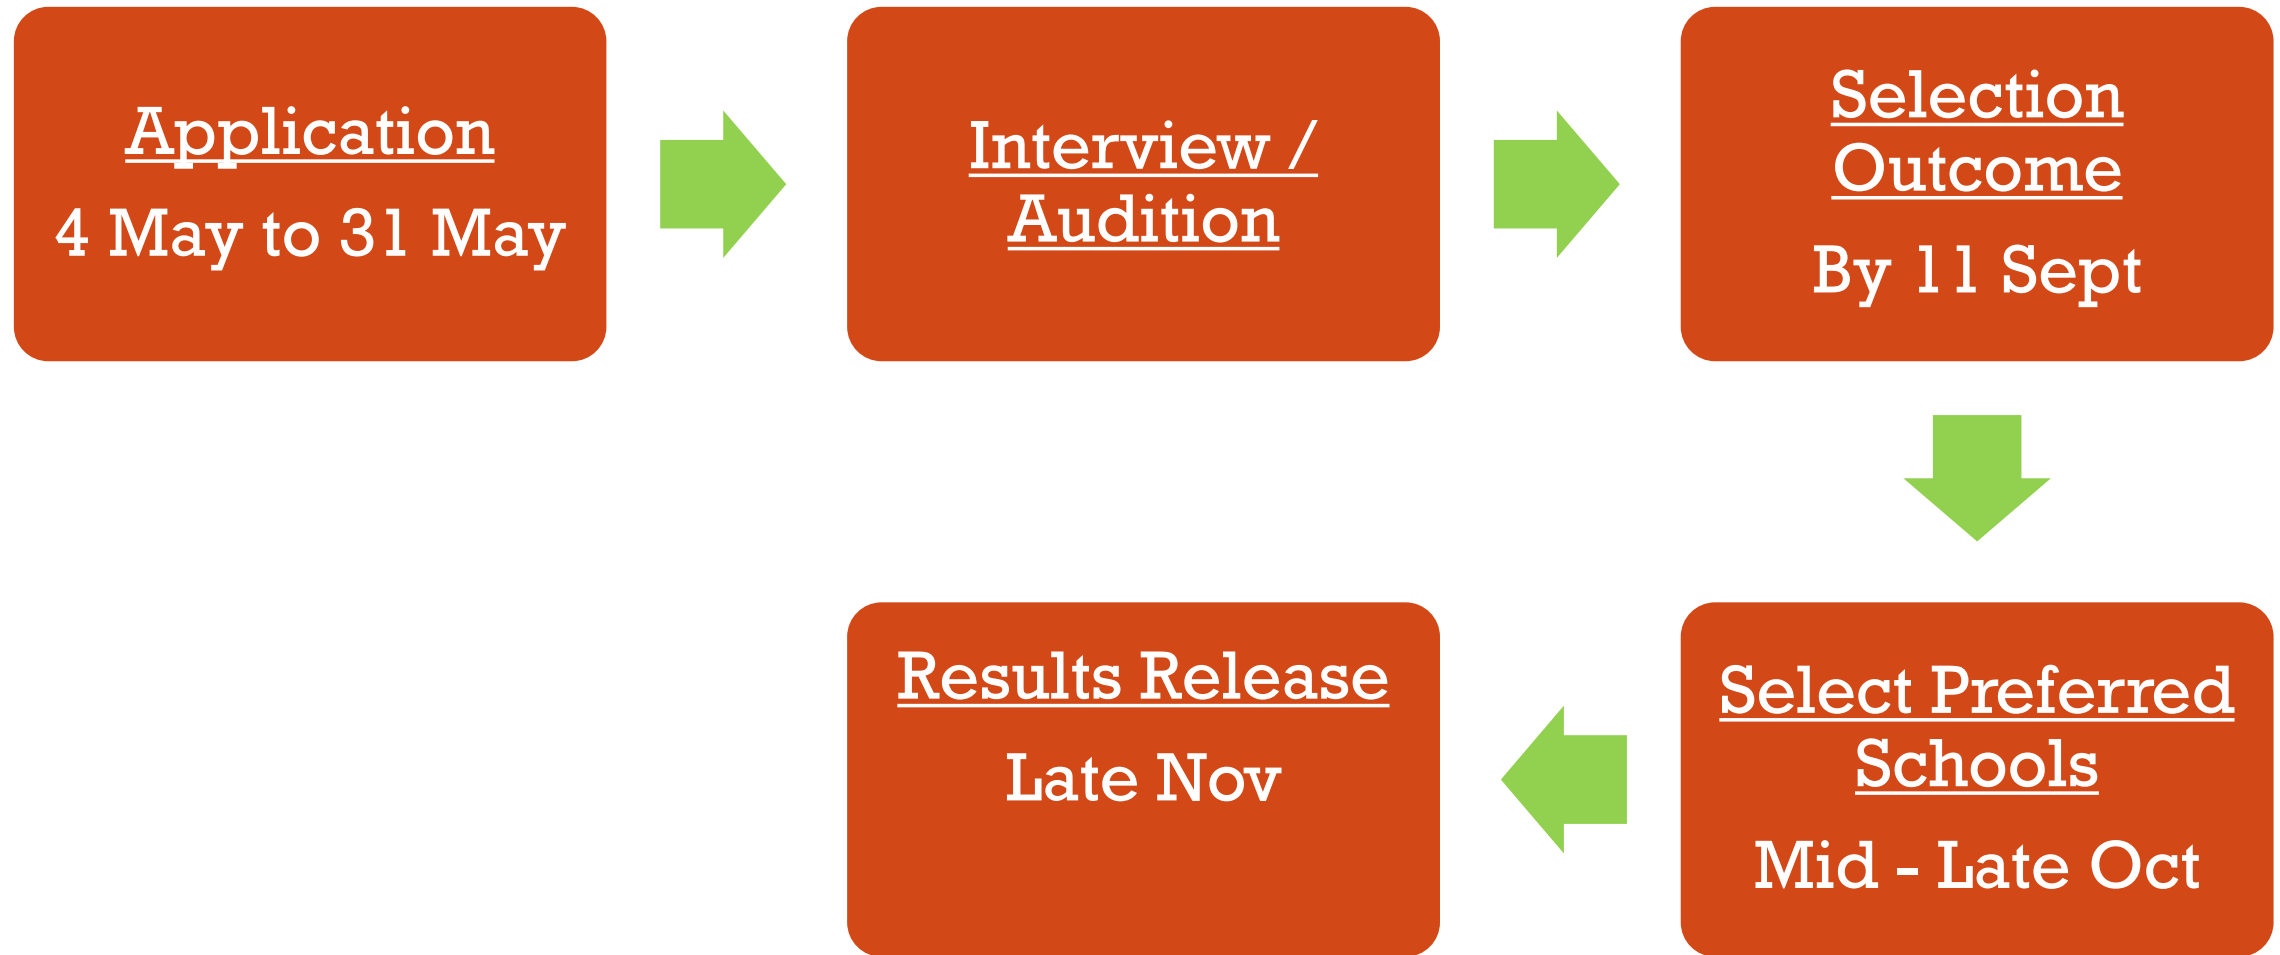 Application
4 May to 31 May
Interview /
Audition
Selection
Outcome
By 11 Sept
Select Preferred
Schools
Mid - Late Oct
Results Release
Late Nov